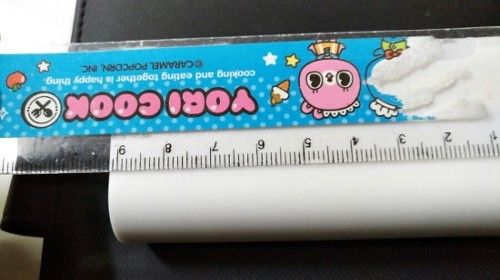 2 3 4 5 6 7 8 9
YORI COOK
cooking and eating together is happy thing.
©CARAMEL POPCORN, INC.